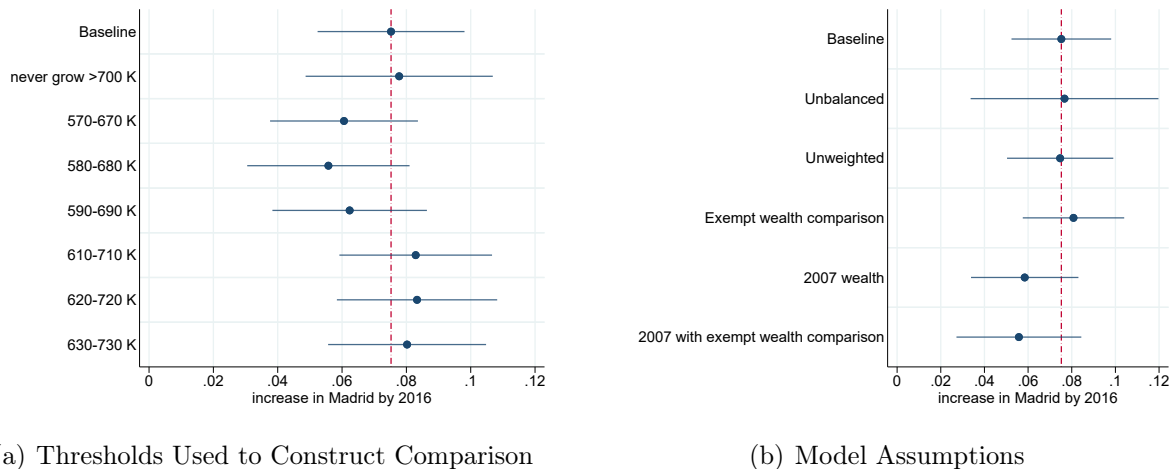 Baseline
never grow >700 K
570-670 K
580-680 K
590-690 K
610-710 K
620-720 K
630-730 K
0 .02 .04 .06 .08 .1 .12
increase in Madrid by 2016
a) Thresholds Used to Construct Comparison
Baseline
Unbalanced
Unweighted
Exempt wealth comparison
2007 wealth
2007 with exempt wealth comparison
0 .02 .04 .06 .08 .1 .12
increase in Madrid by 2016
(b) Model Assumptions